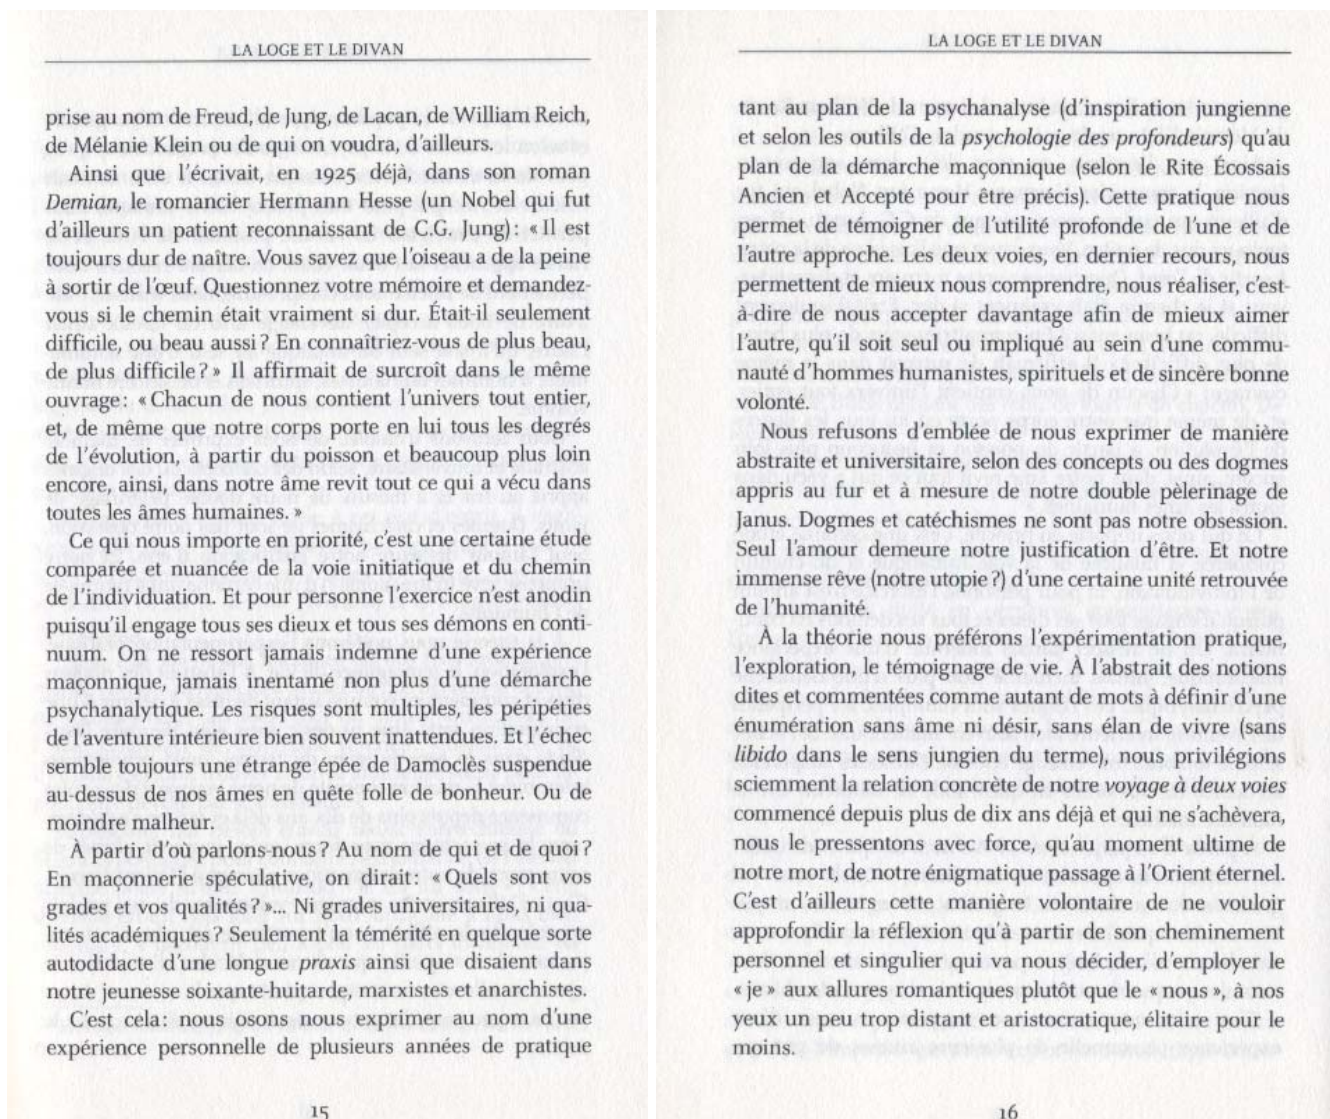 LA LOGE ET LE DIVAN
prise au nom de Freud, de Jung, de Lacan, de William Reich,
de Mélanie Klein ou de qui on voudra, d'ailleurs.
Ainsi que l'écrivait, en 1925 déjà, dans son roman
Demian, le romancier Hermann Hesse (un Nobel qui fut
d'ailleurs un patient reconnaissant de C.G. Jung) : « Il est
toujours dur de naître. Vous savez que l'oiseau a de la peine
à sortir de l'œuf. Questionnez votre mémoire et demandez-
vous si le chemin était vraiment si dur. Était-il seulement
difficile, ou beau aussi ? En connaîtriez-vous de plus beau,
de plus difficile ? » Il affirmait de surcroît dans le même
ouvrage : « Chacun de nous contient l'univers tout entier,
et, de même que notre corps porte en lui tous les degrés
de l'évolution, à partir du poisson et beaucoup plus loin
encore, ainsi, dans notre âme revit tout ce qui a vécu dans
toutes les âmes humaines. »
Ce qui nous importe en priorité, c'est une certaine étude
comparée et nuancée de la voie initiatique et du chemin
de l'individuation. Et pour personne l'exercice n'est anodin
puisqu'il engage tous ses dieux et tous ses démons en conti-
nuum. On ne ressort jamais indemne d'une expérience
maçonnique, jamais inentamé non plus d'une démarche
psychanalytique. Les risques sont multiples, les péripéties
de l'aventure intérieure bien souvent inattendues. Et l'échec
semble toujours une étrange épée de Damoclès suspendue
au-dessus de nos âmes en quête folle de bonheur. Ou de
moindre malheur.
À partir d'où parlons-nous ? Au nom de qui et de quoi ?
En maçonnerie spéculative, on dirait : « Quels sont vos
grades et vos qualités ? »... Ni grades universitaires, ni qua-
lités académiques ? Seulement la témérité en quelque sorte
autodidacte d'une longue praxis ainsi que disaient dans
notre jeunesse soixante-huitarde, marxistes et anarchistes.
C'est cela : nous osons nous exprimer au nom d'une
expérience personnelle de plusieurs années de pratique
15
LA LOGE ET LE DIVAN
tant au plan de la psychanalyse (d'inspiration jungienne
et selon les outils de la psychologie des profondeurs) qu'au
plan de la démarche maçonnique (selon le Rite Écossais
Ancien et Accepté pour être précis). Cette pratique nous
permet de témoigner de l'utilité profonde de l'une et de
l'autre approche. Les deux voies, en dernier recours, nous
permettent de mieux nous comprendre, nous réaliser, c'est-
à-dire de nous accepter davantage afin de mieux aimer
l'autre, qu'il soit seul ou impliqué au sein d'une commu-
nauté d'hommes humanistes, spirituels et de sincère bonne
volonté.
Nous refusons d'emblée de nous exprimer de manière
abstraite et universitaire, selon des concepts ou des dogmes
appris au fur et à mesure de notre double pèlerinage de
Janus. Dogmes et catéchismes ne sont pas notre obsession.
Seul l'amour demeure notre justification d'être. Et notre
immense rêve (notre utopie ?) d'une certaine unité retrouvée
de l'humanité.
À la théorie nous préférons l'expérimentation pratique,
l'exploration, le témoignage de vie. À l'abstrait des notions
dites et commentées comme autant de mots à définir d'une
énumération sans âme ni désir, sans élan de vivre (sans
libido dans le sens jungien du terme), nous privilégions
sciemment la relation concrète de notre voyage à deux voies
commencé depuis plus de dix ans déjà et qui ne s'achèvera,
nous le pressentons avec force, qu'au moment ultime de
notre mort, de notre énigmatique passage à l'Orient éternel.
C'est d'ailleurs cette manière volontaire de ne vouloir
approfondir la réflexion qu'à partir de son cheminement
personnel et singulier qui va nous décider, d'employer le
« je » aux allures romantiques plutôt que le « nous », à nos
yeux un peu trop distant et aristocratique, élitaire pour le
moins.
16